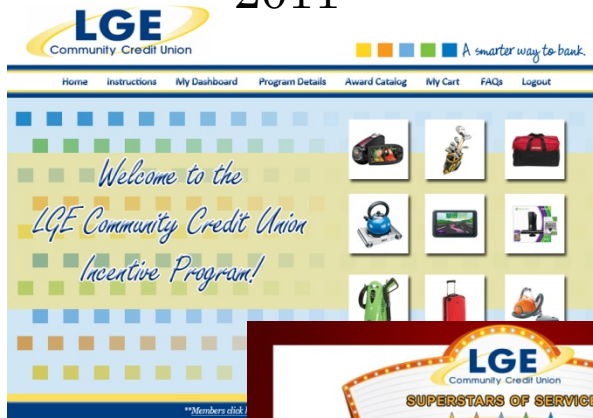 2011
LGE
Community Credit Union
A smarter way to bank.
Home Instructions My Dashboard Program Details Award Catalog My Cart FAQs Logout
Welcome to the
LGE Community Credit Union
Incentive Program!
**Members click
LGE
Community Credit Union
SUPERSTARS OF SERVICE